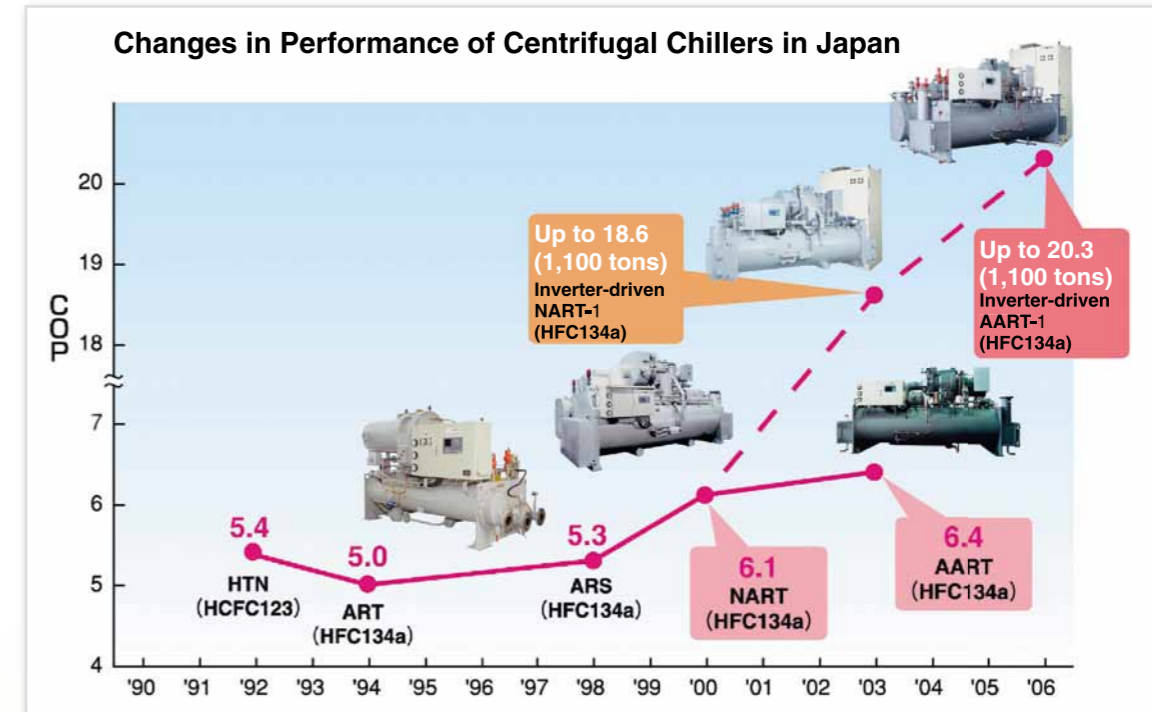 Changes in Performance of Centrifugal Chillers in Japan
COP
20
19
18
7
6
5
4
Up to 18.6
(1,100 tons)
Inverter-driven
NART-1
(HFC134a)
Up to 20.3
(1,100 tons)
Inverter-driven
AART-1
(HFC134a)
5.4
HTN
(HCFC123)
5.0
ART
(HFC134a)
5.3
ARS
(HFC134a)
6.1
NART
(HFC134a)
6.4
AART
(HFC134a)
'90 '91 '92 '93 '94 '95 '96 '97 '98 '99 '00 '01 '02 '03 '04 '05 '06